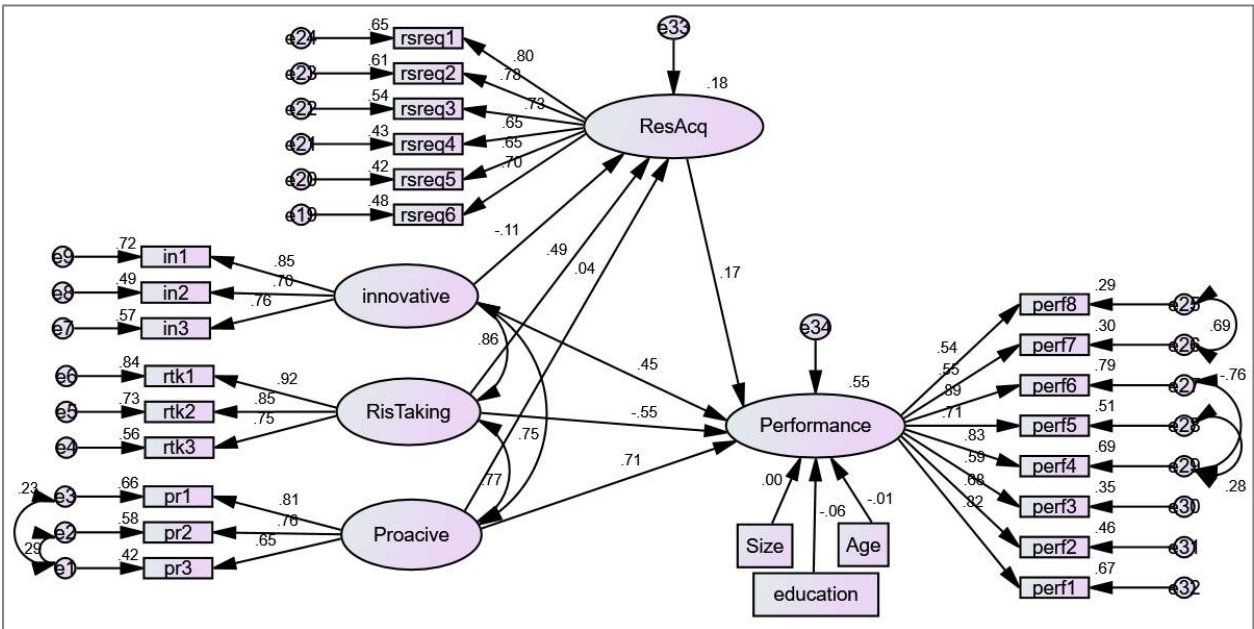 e33
.18
ResAcq
e24 .65 rsreq1 .80
e23 .61 rsreq2 .78
e22 .54 rsreq3 .73
e21 .43 rsreq4 .65
e20 .42 rsreq5 .65
e19 .48 rsreq6 .70
-.11
.49
.04
.17
e9 .72 in1 .85
e8 .49 in2 .70
e7 .57 in3 .76
innovative
e6 .84 rtk1 .92
e5 .73 rtk2 .85
e4 .56 rtk3 .75
RisTaking
.23 e3 .66 pr1 .81
e2 .58 pr2 .76
.29 e1 .42 pr3 .65
Proacive
.86
.75
.77
.45
-.55
.71
e34
.55
Performance
.00
-.06
-.01
Size
Age
education
.54 perf8 .29 e25
.55 perf7 .30 e26
.69
.89 perf6 .79 e27
-.76
.71 perf5 .51 e28
.83 perf4 .69 e29
.28
.59 perf3 .35 e30
.68 perf2 .46 e31
.82 perf1 .67 e32